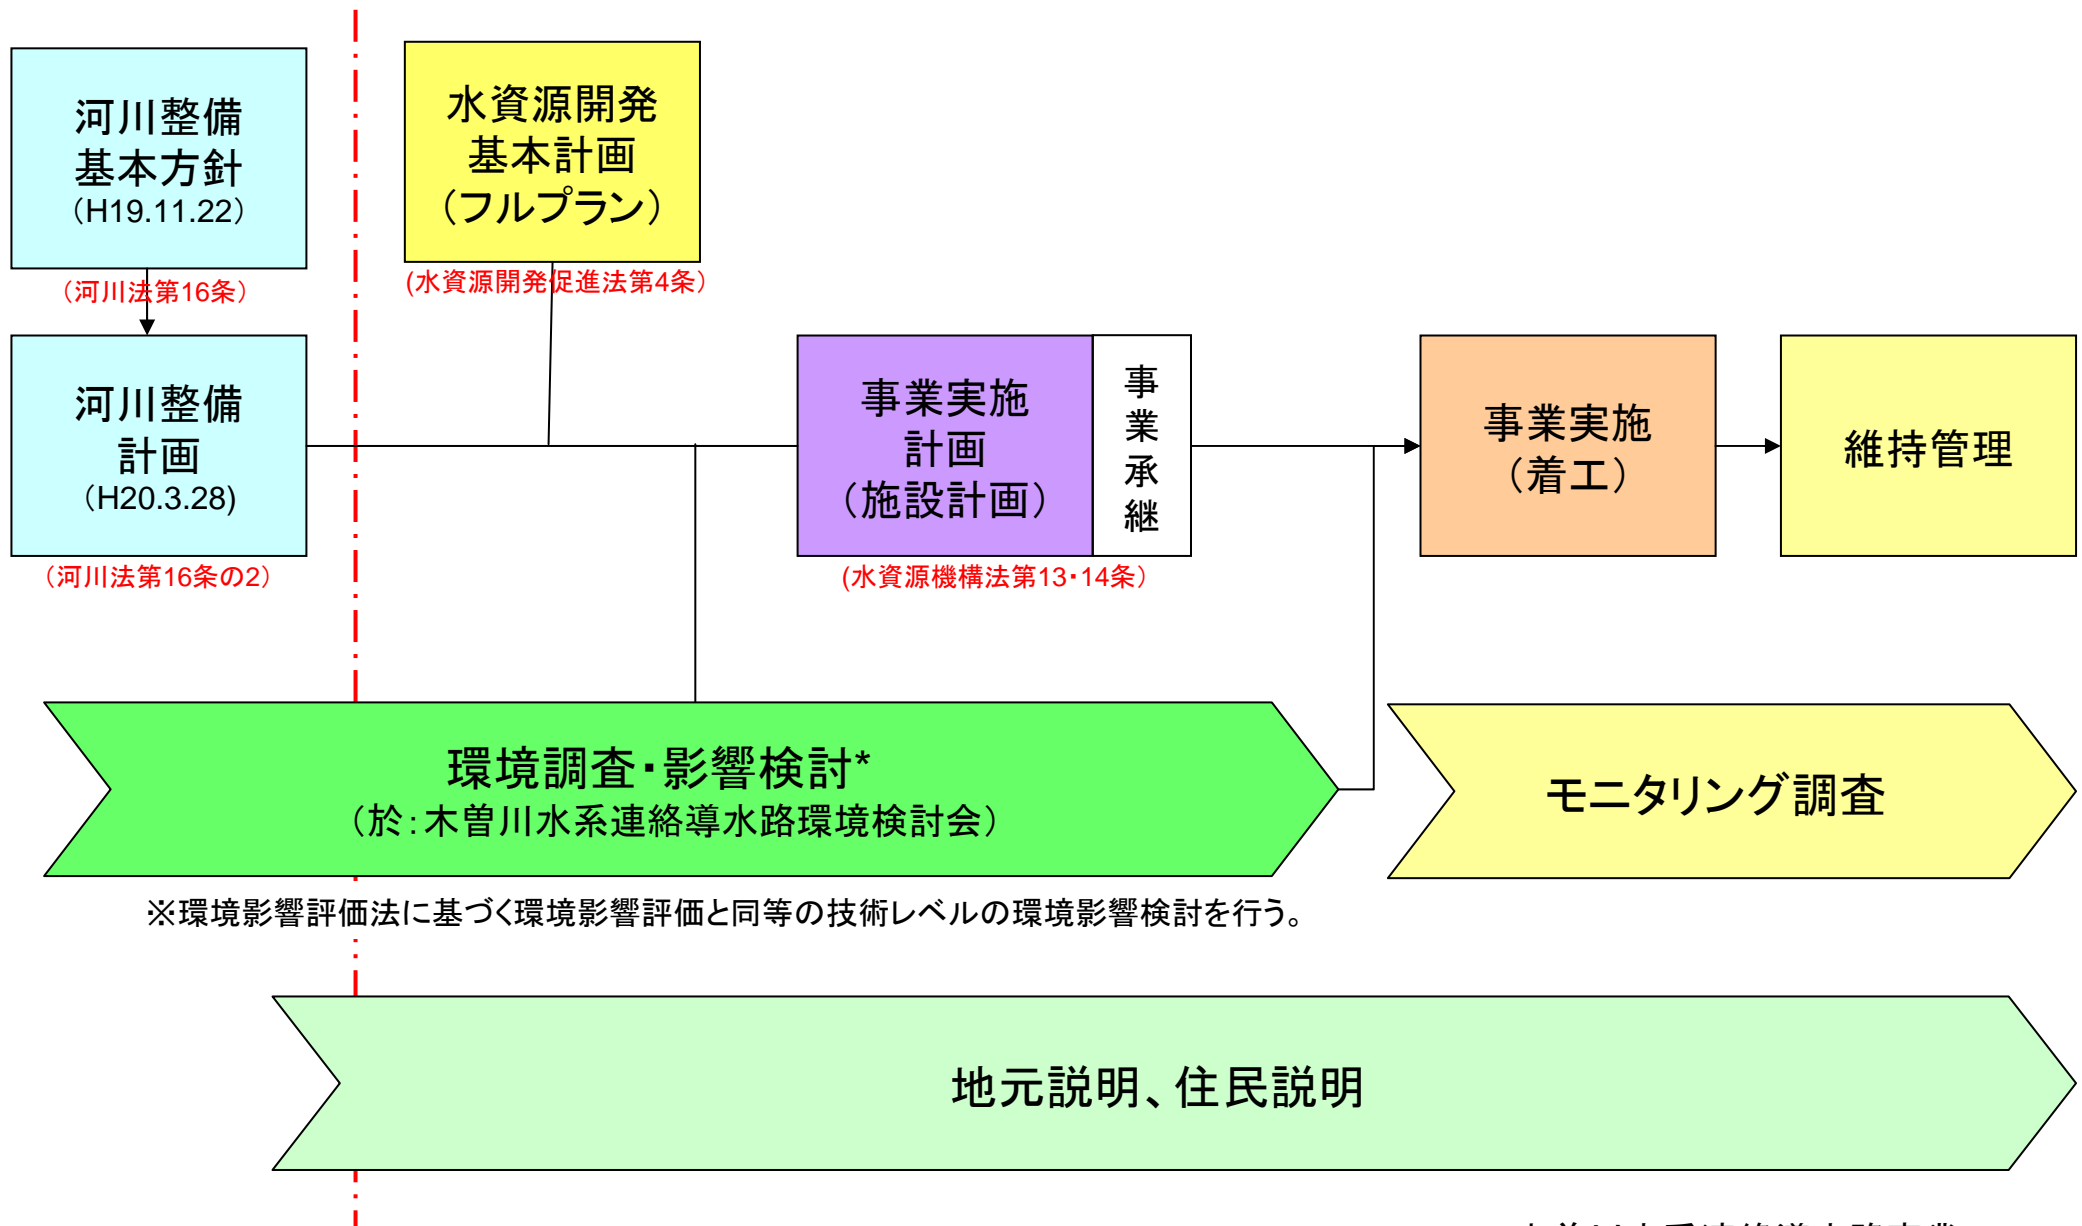 河川整備
基本方針
（H19.11.22）
（河川法第16条）
水資源開発
基本計画
（フルプラン）
(水資源開発促進法第4条）
河川整備
計画
（H20.3.28)
（河川法第16条の2）
事業実施
計画
（施設計画）
(水資源機構法第13・14条）
事業承継
事業実施
（着工）
維持管理
環境調査・影響検討*
（於：木曽川水系連絡導水路環境検討会）
モニタリング調査
※環境影響評価法に基づく環境影響評価と同等の技術レベルの環境影響検討を行う。
地元説明、住民説明